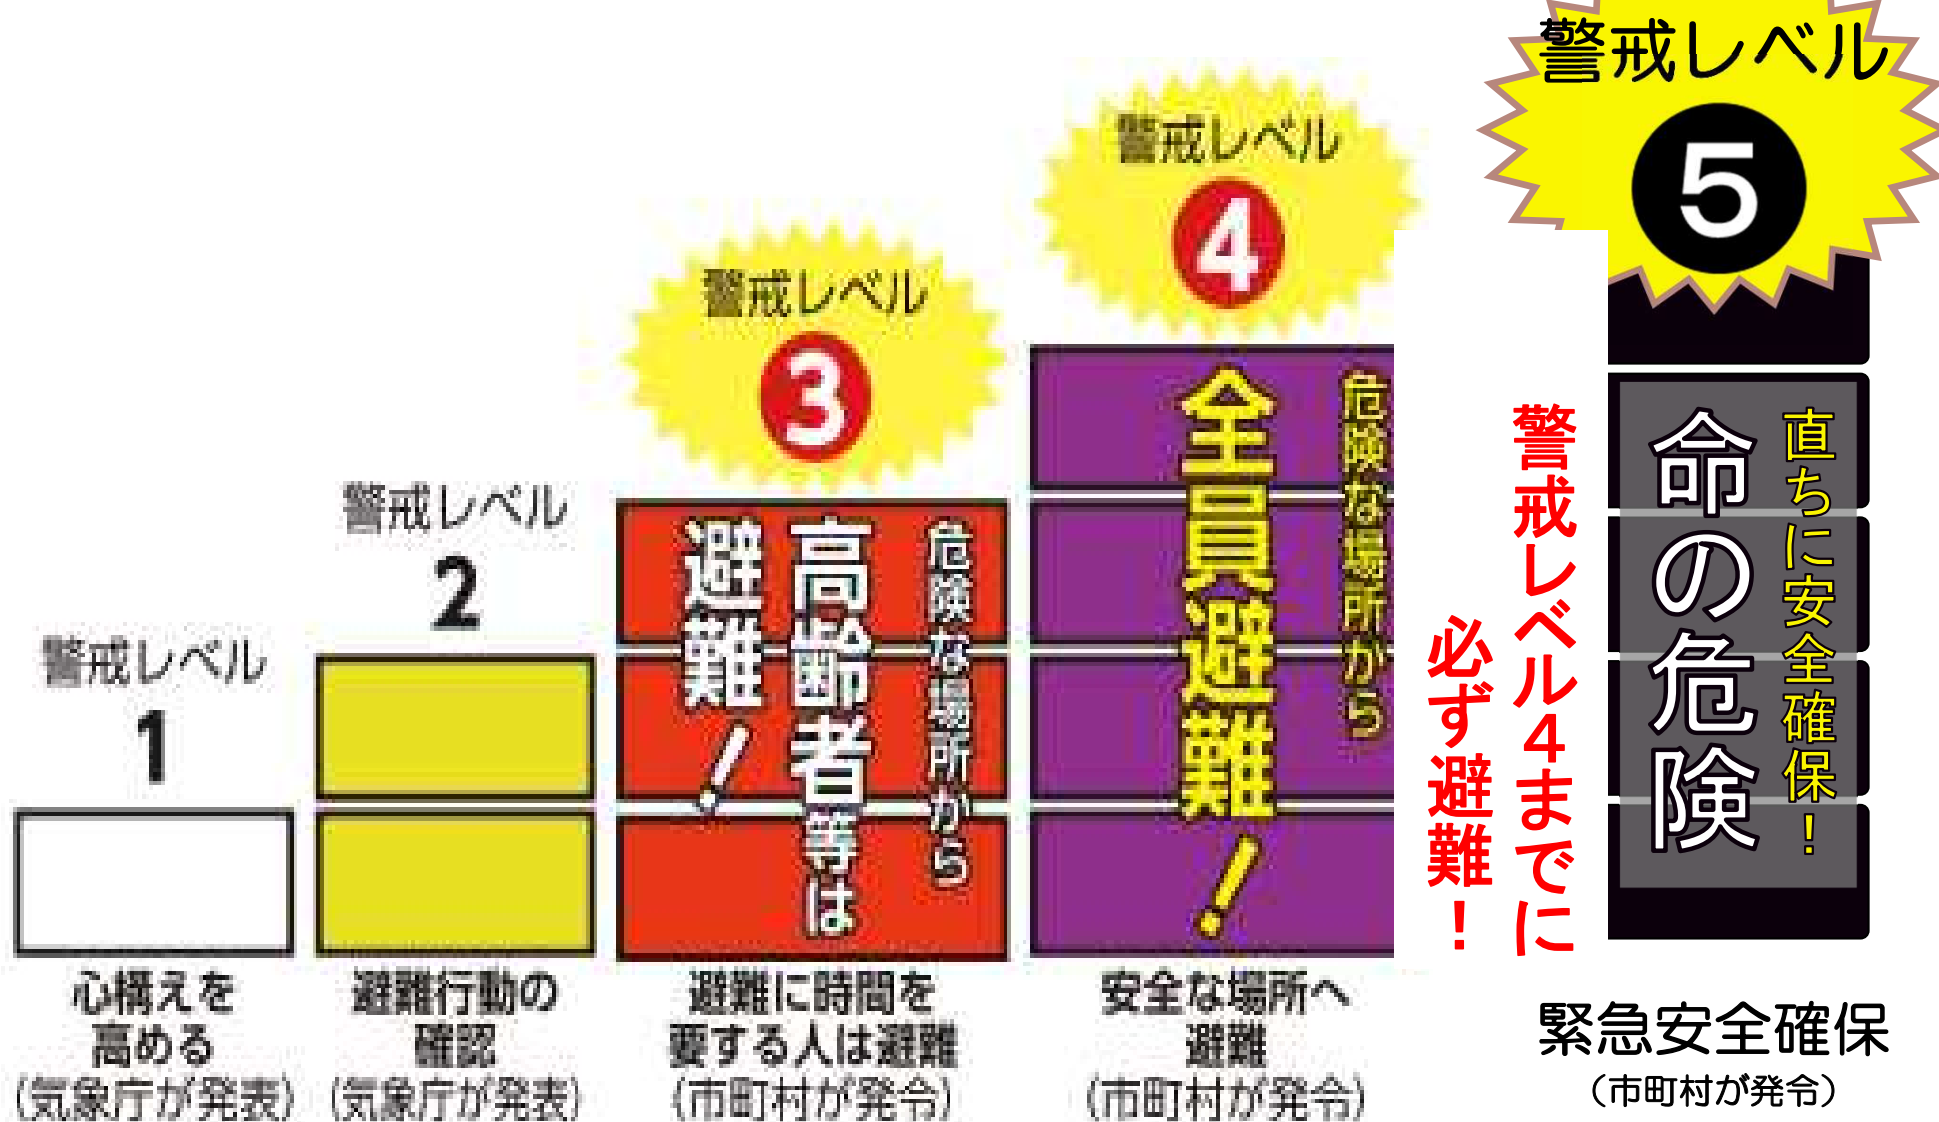 警戒レベル
1
心構えを
高める
(気象庁が発表)
警戒レベル
2
避難行動の
確認
(気象庁が発表)
警戒レベル
3
危険な場所から
高齢者等は
避難!
避難に時間を
要する人は避難
(市町村が発令)
警戒レベル
4
危険な場所から
全員避難!
安全な場所へ
避難
(市町村が発令)
警戒レベル4までに
必ず避難！
警戒レベル
5
直ちに安全確保！
命の危険
緊急安全確保
（市町村が発令）